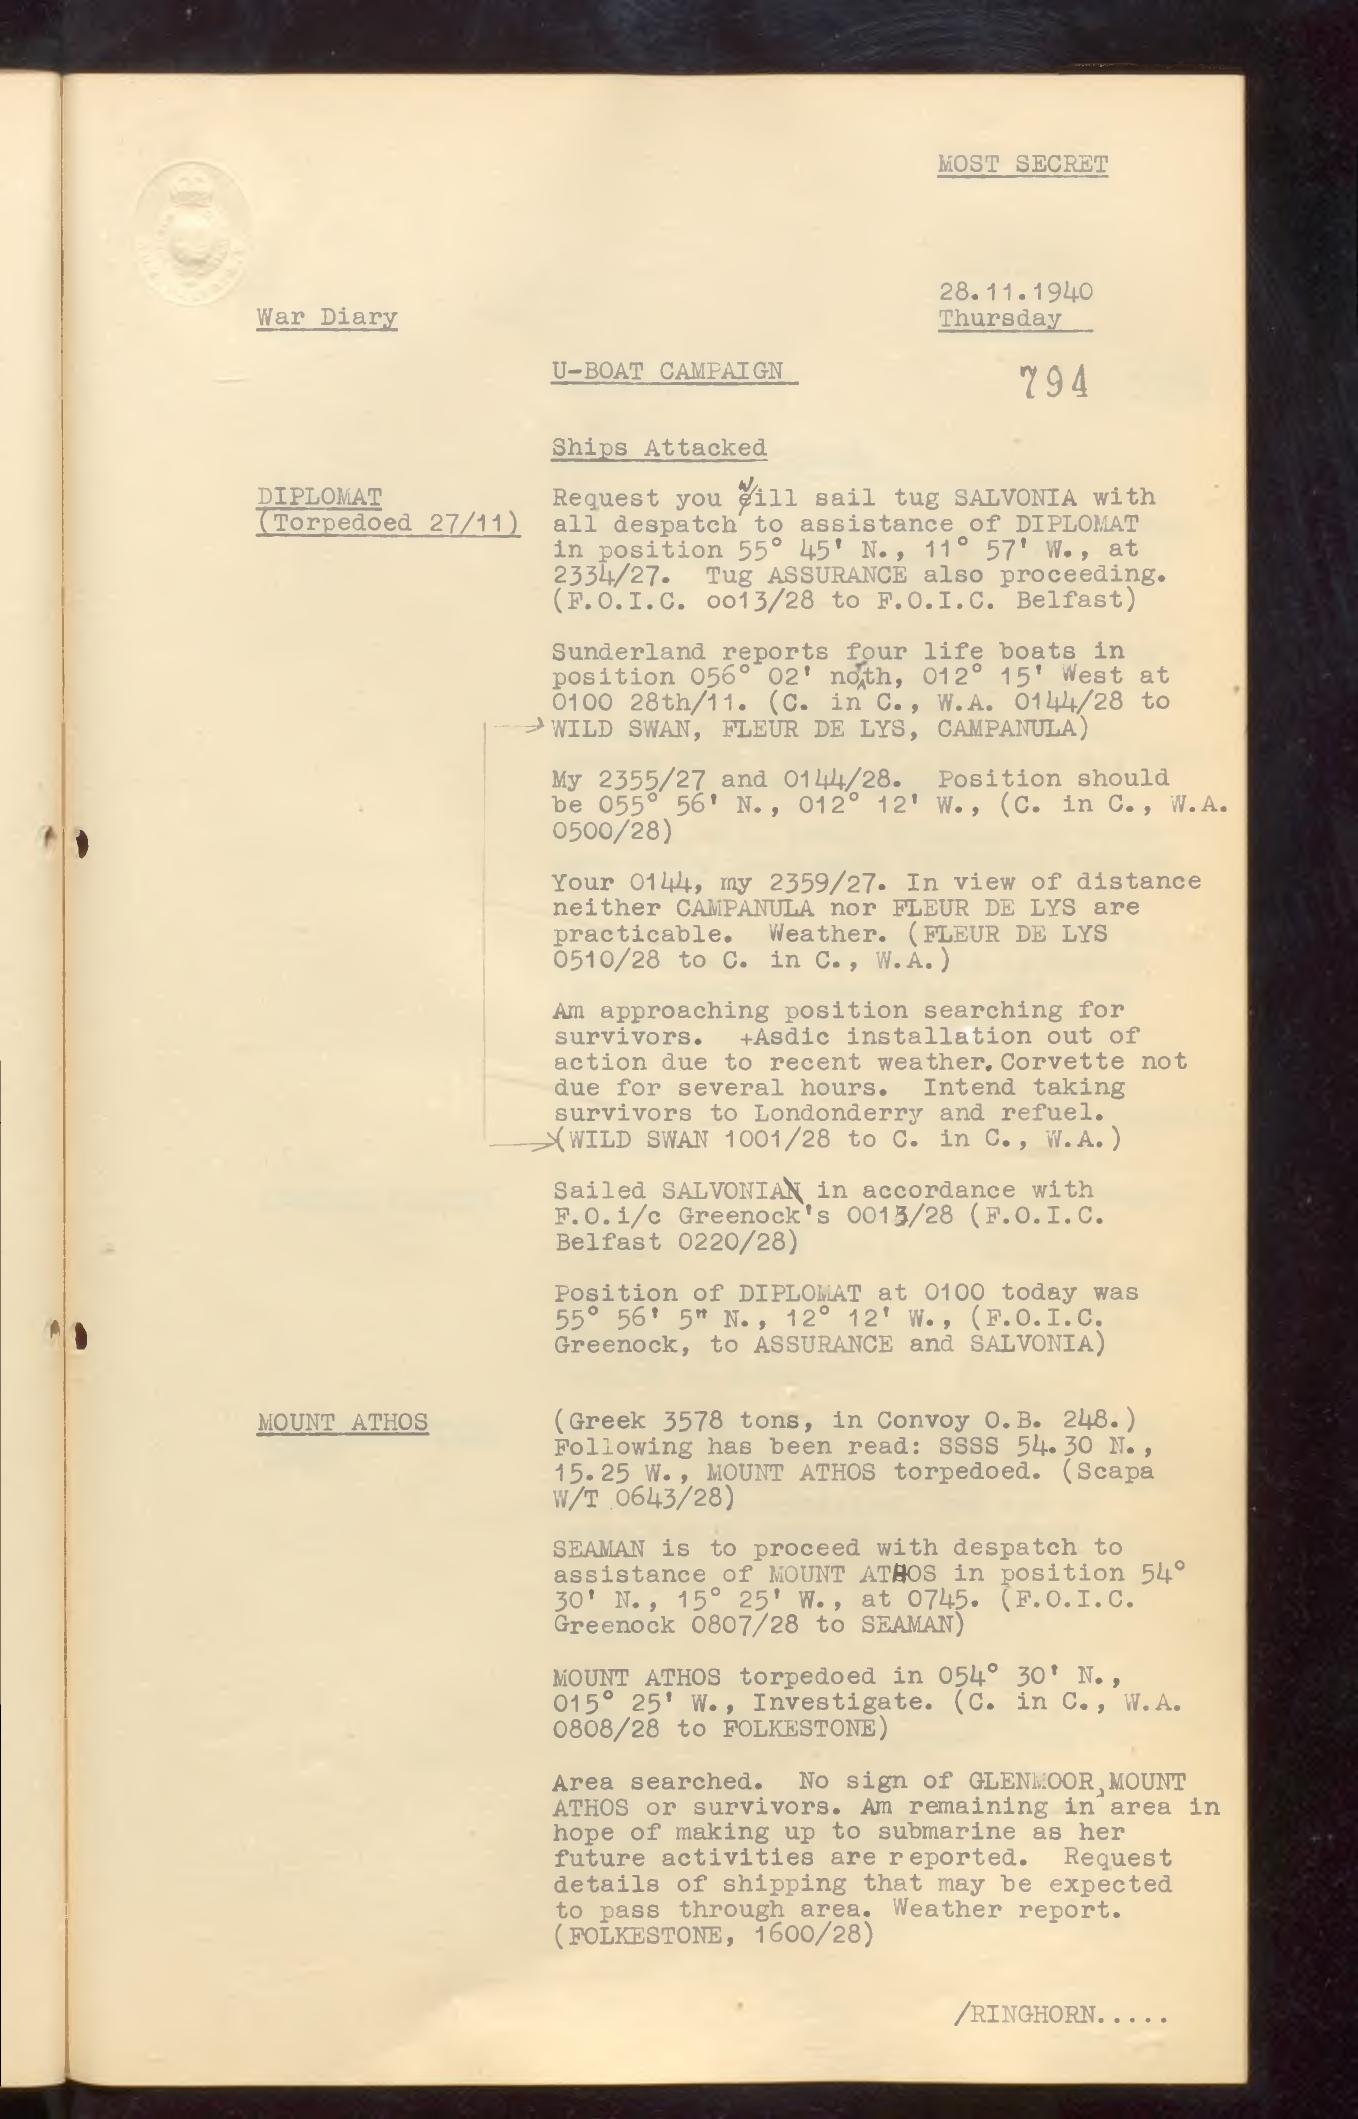 MOST SECRET
28.11.1940
War Diary
Thursday
U-BOAT CAMPAIGN
794
Ships Attacked
DIPLOMAT
(Torpedoed 27/11)
Request you will sail tug SALVONIA with
all despatch to assistance of DIPLOMAT
in position 55° 45' N., 11° 57' W., at
2334/27. Tug ASSURANCE also proceeding.
(F.O.I.C. oo13/28 to F.O.I.C. Belfast)
Sunderland reports four life boats in
position 056° 02' north, 012° 15' West at
0100 28th/11. (C. in C., W.A. 0144/28 to
WILD SWAN, FLEUR DE LYS, CAMPANULA)
My 2355/27 and 0144/28. Position should
be 055° 56' N., 012° 12' W., (C. in C., W.A.
0500/28)
Your 0144, my 2359/27. In view of distance
neither CAMPANULA nor FLEUR DE LYS are
practicable. Weather. (FLEUR DE LYS
0510/28 to C. in C., W.A.)
Am approaching position searching for
survivors. +Asdic installation out of
action due to recent weather. Corvette not
due for several hours. Intend taking
survivors to Londonderry and refuel.
(WILD SWAN 1001/28 to C. in C., W.A.)
Sailed SALVONIA in accordance with
F.O.i/c Greenock's 0013/28 (F.O.I.C.
Belfast 0220/28)
Position of DIPLOMAT at 0100 today was
55° 56' 5" N., 12° 12' W., (F.O.I.C.
Greenock, to ASSURANCE and SALVONIA)
MOUNT ATHOS
(Greek 3578 tons, in Convoy O.B. 248.)
Following has been read: SSSS 54.30 N.,
15.25 W., MOUNT ATHOS torpedoed. (Scapa
W/T 0643/28)
SEAMAN is to proceed with despatch to
assistance of MOUNT ATHOS in position 54°
30' N., 15° 25' W., at 0745. (F.O.I.C.
Greenock 0807/28 to SEAMAN)
MOUNT ATHOS torpedoed in 054° 30' N.,
015° 25' W., Investigate. (C. in C., W.A.
0808/28 to FOLKESTONE)
Area searched. No sign of GLENMOOR, MOUNT
ATHOS or survivors. Am remaining in area in
hope of making up to submarine as her
future activities are reported. Request
details of shipping that may be expected
to pass through area. Weather report.
(FOLKESTONE, 1600/28)
/RINGHORN.....